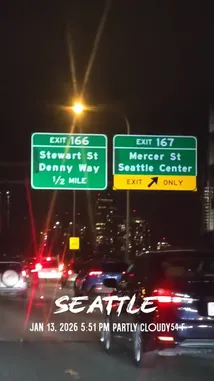 EXIT 166
Stewart St
Denny Way
1/2 MILE
EXIT 167
Mercer St
Seattle Center
EXIT ONLY
SEATTLE
JAN 13, 2026 5:51 PM PARTLY CLOUDY 54°F